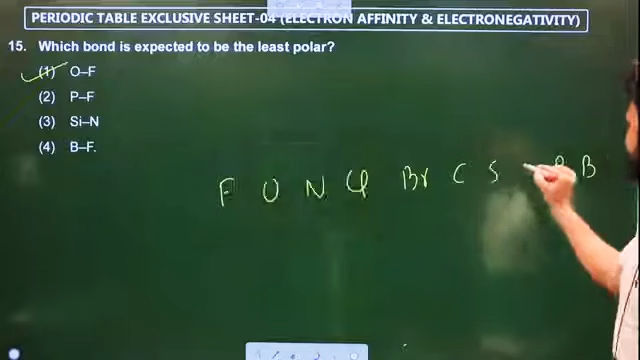 PERIODIC TABLE EXCLUSIVE SHEET-04 (ELECTRON AFFINITY & ELECTRONEGATIVITY)
15. Which bond is expected to be the least polar?
(1) O–F
(2) P–F
(3) Si–N
(4) B–F.
F O N Cl Br C S B